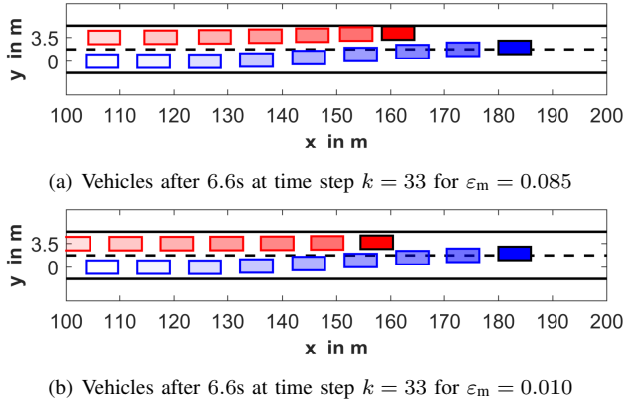 y in m
3.5
0
100 110 120 130 140 150 160 170 180 190 200
x in m
(a) Vehicles after 6.6s at time step k = 33 for εm = 0.085
y in m
3.5
0
100 110 120 130 140 150 160 170 180 190 200
x in m
(b) Vehicles after 6.6s at time step k = 33 for εm = 0.010